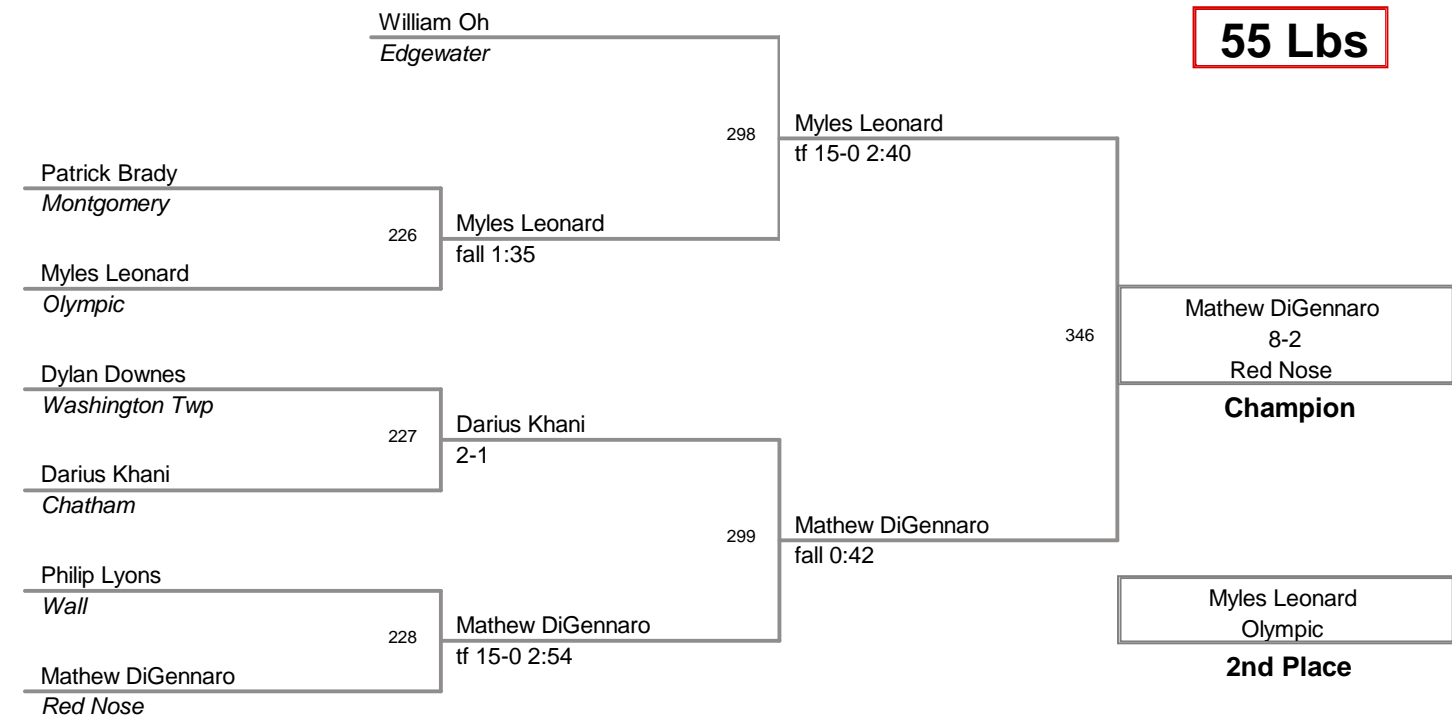 William Oh
Edgewater
55 Lbs
298
Myles Leonard
tf 15-0 2:40
Patrick Brady
Montgomery
226
Myles Leonard
fall 1:35
Myles Leonard
Olympic
346
Mathew DiGennaro
8-2
Red Nose
Champion
Dylan Downes
Washington Twp
227
Darius Khani
2-1
Darius Khani
Chatham
299
Mathew DiGennaro
fall 0:42
Philip Lyons
Wall
228
Mathew DiGennaro
tf 15-0 2:54
Mathew DiGennaro
Red Nose
Myles Leonard
Olympic
2nd Place